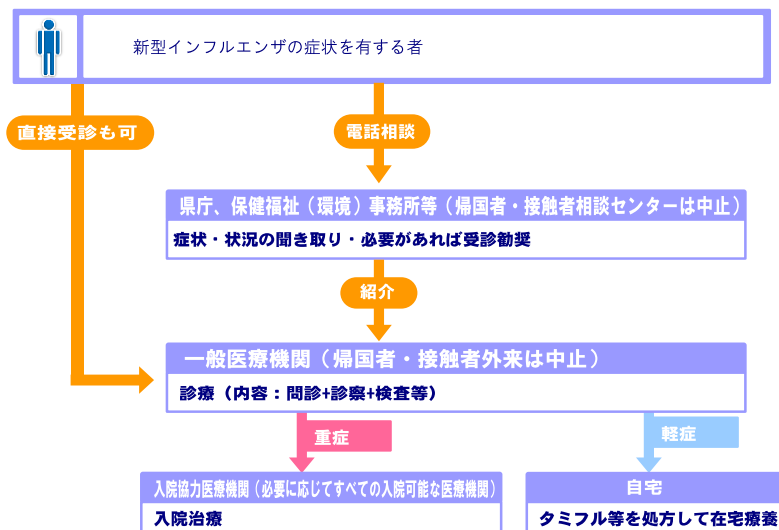 新型インフルエンザの症状を有する者
直接受診も可
電話相談
県庁、保健福祉（環境）事務所等（帰国者・接触者相談センターは中止）
症状・状況の聞き取り・必要があれば受診勧奨
紹介
一般医療機関（帰国者・接触者外来は中止）
診療（内容：問診+診察+検査等）
重症
軽症
入院協力医療機関（必要に応じてすべての入院可能な医療機関）
入院治療
自宅
タミフル等を処方して在宅療養